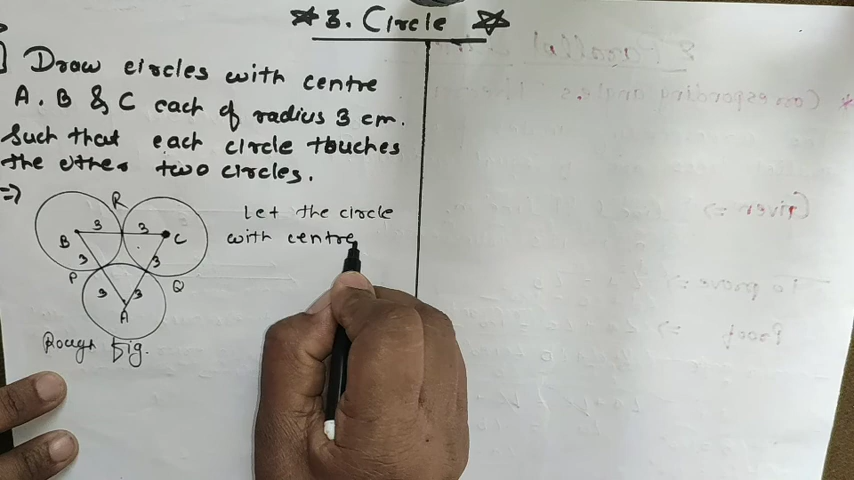 3. Circle
Draw circles with centre
A. B & C each of radius 3 cm.
Such that each circle touches
the other two circles.
=>
R
3 3
B C
3 3
P Q
3 3
A
Rough fig.
Let the circle
with centre